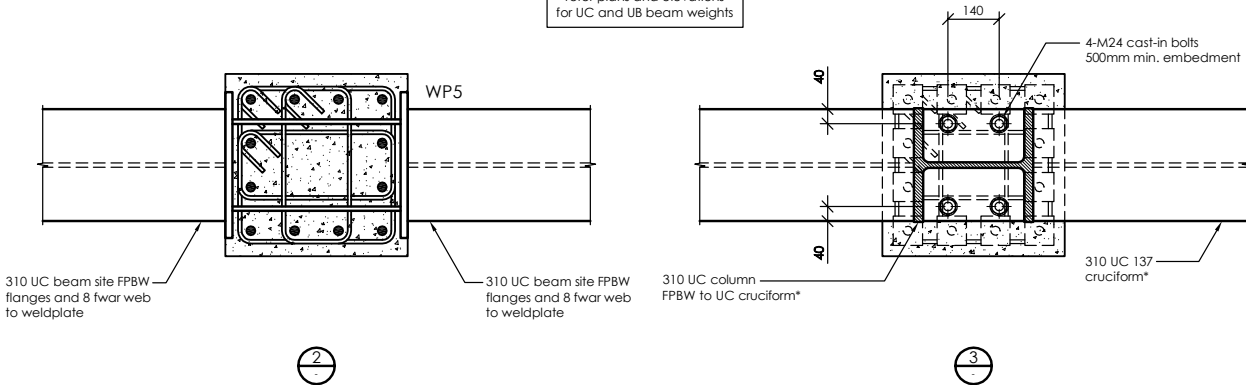 for UC and UB beam weights
140
4-M24 cast-in bolts
500mm min. embedment
40
WP5
40
310 UC beam site FPBW
flanges and 8 fwar web
to weldplate
310 UC beam site FPBW
flanges and 8 fwar web
to weldplate
310 UC column
FPBW to UC cruciform*
310 UC 137
cruciform*
2
-
3
-